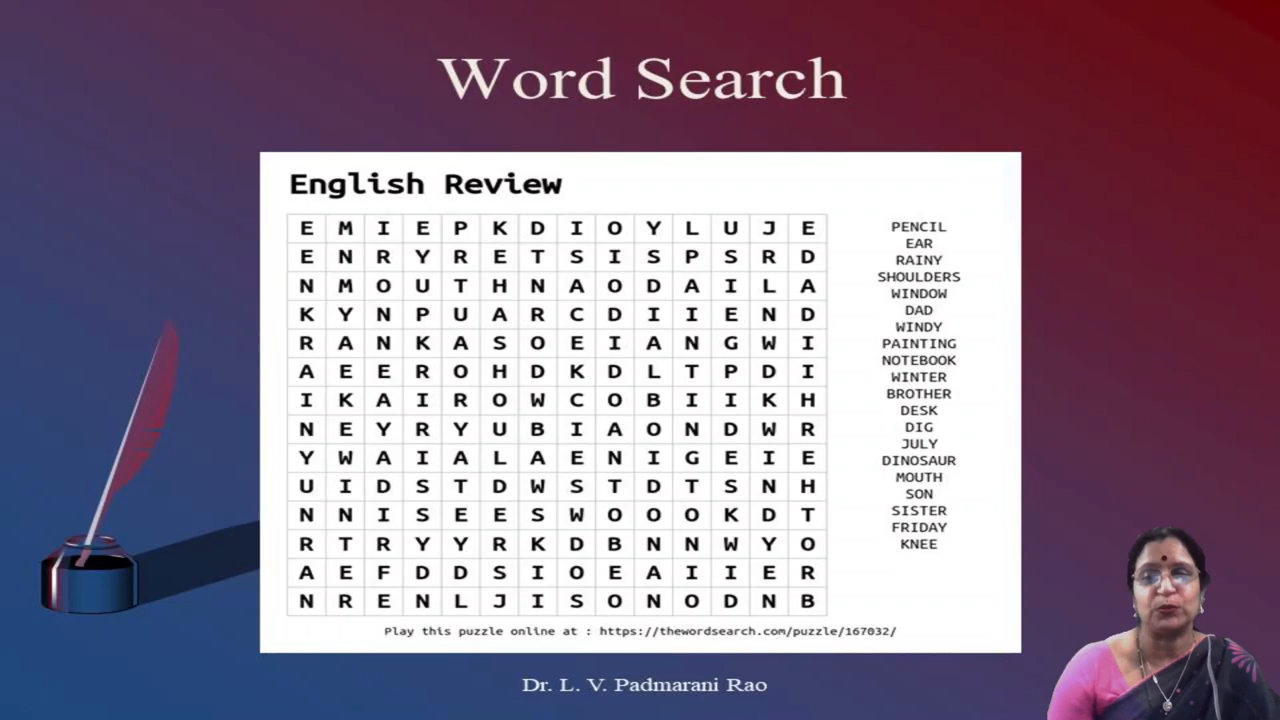 Word Search
English Review
E M I E P K D I O Y L U J E
E N R Y R E T S I S P S R D
N M O U T H N A O D A I L A
K Y N P U A R C D I I E N D
R A N K A S O E I A N G W I
A E E R O H D K D L T P D I
I K A I R O W C O B I I K H
N E Y R Y U B I A O N D W R
Y W A I A L A E N I G E I E
U I D S T D W S T D T S N H
N N I S E E S W O O O K D T
R T R Y Y R K D B N N W Y O
A E F D D S I O E A I I E R
N R E N L J I S O N O D N B
PENCIL
EAR
RAINY
SHOULDERS
WINDOW
DAD
WINDY
PAINTING
NOTEBOOK
WINTER
BROTHER
DESK
DIG
JULY
DINOSAUR
MOUTH
SON
SISTER
FRIDAY
KNEE
Play this puzzle online at : https://thewordsearch.com/puzzle/167032/
Dr. L. V. Padmarani Rao